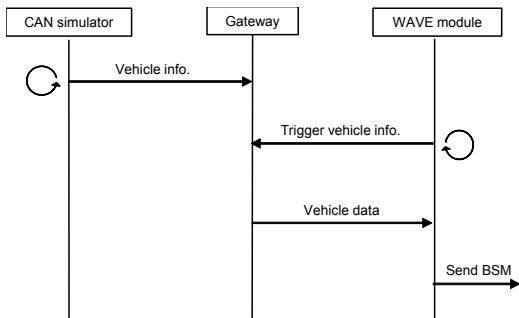 CAN simulator
Gateway
WAVE module
Vehicle info.
Trigger vehicle info.
Vehicle data
Send BSM